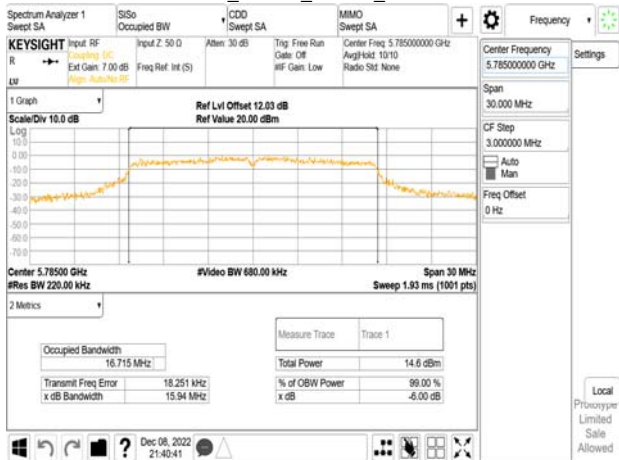 Spectrum Analyzer 1
Swept SA
SiSo
Occupied BW
CDD
Swept SA
MIMO
Swept SA
+
Frequency
KEYSIGHT
R
LVI
Input: RF
Coupling: DC
Ext Gain: 7.00 dB
Align: Auto/No RF
Input Z: 50 Ω
Freq Ref: Int (S)
Atten: 30 dB
Trig: Free Run
Gate: Off
#IF Gain: Low
Center Freq: 5.785000000 GHz
Avg|Hold: 10/10
Radio Std: None
Center Frequency
5.785000000 GHz
Settings
Span
30.000 MHz
CF Step
3.000000 MHz
Auto
Man
Freq Offset
0 Hz
1 Graph
Scale/Div 10.0 dB
Ref Lvl Offset 12.03 dB
Ref Value 20.00 dBm
Log
10.0
0.00
-10.0
-20.0
-30.0
-40.0
-50.0
-60.0
-70.0
Center 5.78500 GHz
#Res BW 220.00 kHz
#Video BW 680.00 kHz
Span 30 MHz
Sweep 1.93 ms (1001 pts)
2 Metrics
Measure Trace Trace 1
Occupied Bandwidth
16.715 MHz
Total Power 14.6 dBm
Transmit Freq Error 18.251 kHz
% of OBW Power 99.00 %
x dB Bandwidth 15.94 MHz
x dB -6.00 dB
Local
Prototype
Limited
Sale
Allowed
?
Dec 08, 2022
21:40:41